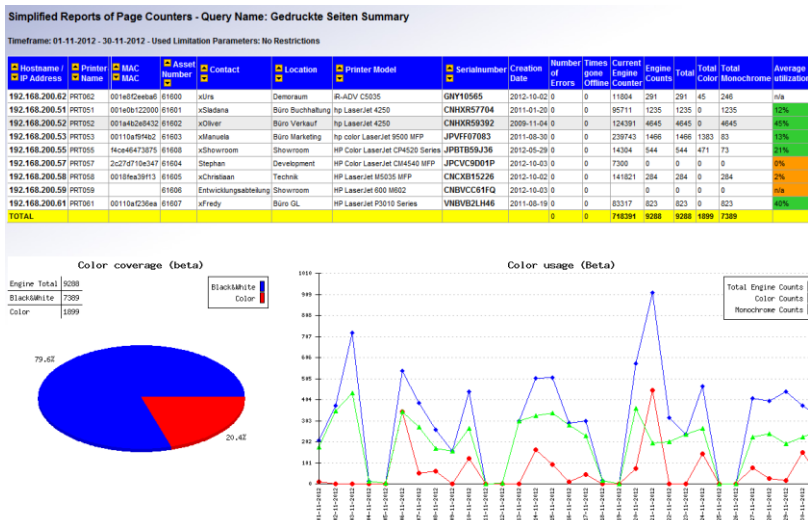 Simplified Reports of Page Counters - Query Name: Gedruckte Seiten Summary
Timeframe: 01-11-2012 - 30-11-2012 - Used Limitation Parameters: No Restrictions
Hostname / IP Address Printer Name MAC MAC Asset Number Contact Location Printer Model Serialnumber Creation Date Number of Errors Times gone Offline Current Engine Counter Engine Counts Total Total Color Total Monochrome Average utilization
192.168.200.62 PRT062 001e8f2eeba6 61600 xUrs Demoraum iR-ADV C5035 GNY10565 2012-10-02 0 0 11804 291 291 45 246 n/a
192.168.200.51 PRT051 001e0b122000 61601 xSladana Büro Buchhaltung hp LaserJet 4250 CNHXR57704 2011-01-20 0 0 95711 1235 1235 0 1235 12%
192.168.200.52 PRT052 001a4b2e8432 61602 xOliver Büro Verkauf hp LaserJet 4250 CNHXR59392 2009-11-04 0 0 124391 4645 4645 0 4645 45%
192.168.200.53 PRT053 00110af9f4b2 61603 xManuela Büro Marketing hp color LaserJet 9500 MFP JPVFF07083 2011-08-30 0 0 239743 1466 1466 1383 83 13%
192.168.200.55 PRT055 f4ce46473875 61608 xShowroom Showroom HP Color LaserJet CP4520 Series JPBTB59J36 2012-05-29 0 0 14304 544 544 471 73 21%
192.168.200.57 PRT057 2c27d710e347 61604 Stephan Development HP Color LaserJet CM4540 MFP JPCVC9D01P 2012-10-03 0 0 7300 0 0 0 0 0%
192.168.200.58 PRT058 0018fea39f13 61605 xChristiaan Technik HP LaserJet M5035 MFP CNCXB15226 2012-10-02 0 0 141821 284 284 0 284 2%
192.168.200.59 PRT059 61606 Entwicklungsabteilung Showroom HP LaserJet 600 M602 CNBVCC61FQ 2012-10-03 0 0 0 0 0 0 n/a
192.168.200.61 PRT061 00110af236ea 61607 xFredy Büro GL HP LaserJet P3010 Series VNBVB2LH46 2011-08-19 0 0 83317 823 823 0 823 40%
TOTAL 0 0 718391 9288 9288 1899 7389
Color coverage (beta)
Engine Total 9288
Black&White 7389
Color 1899
Black&White
Color
79.6%
20.4%
Color usage (Beta)
Total Engine Counts
Color Counts
Monochrome Counts
1010
909
808
747
646
585
484
383
282
141
0